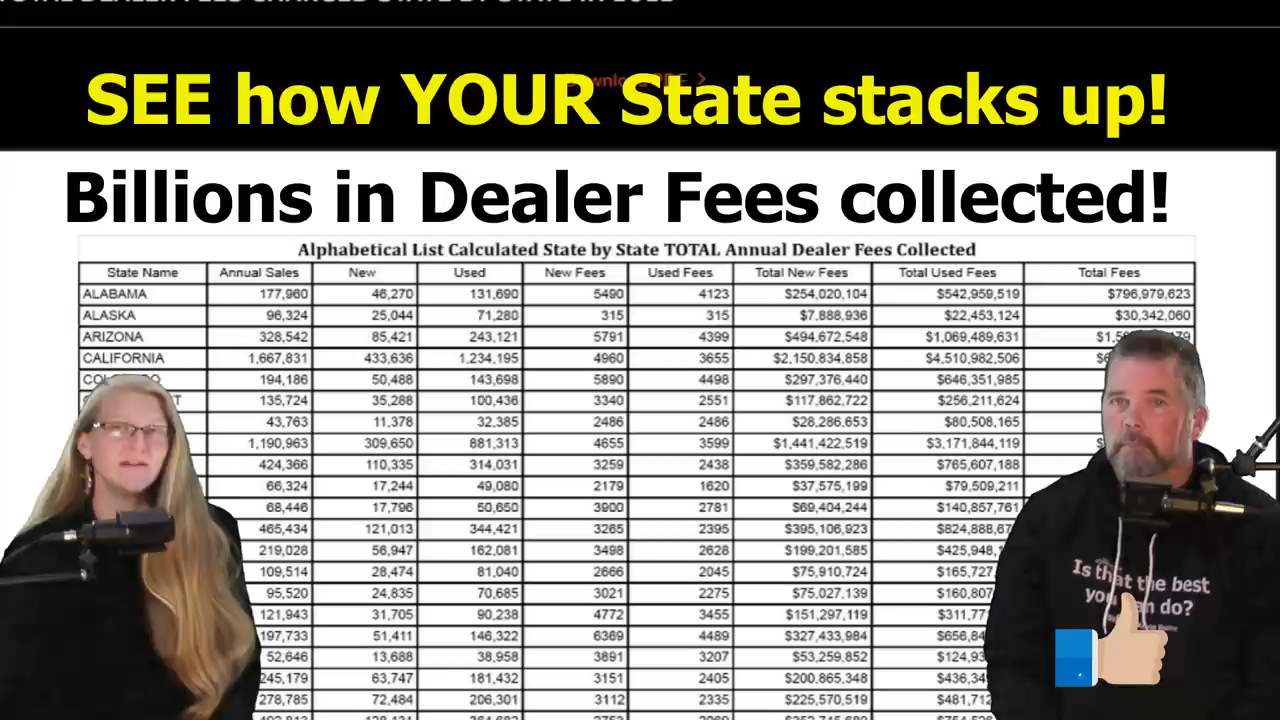 SEE how YOUR State stacks up!
Billions in Dealer Fees collected!
Alphabetical List Calculated State by State TOTAL Annual Dealer Fees Collected
State Name Annual Sales New Used New Fees Used Fees Total New Fees Total Used Fees Total Fees
ALABAMA 177,960 46,270 131,690 5490 4123 $254,020,104 $542,959,519 $796,979,623
ALASKA 96,324 25,044 71,280 315 315 $7,888,936 $22,453,124 $30,342,060
ARIZONA 328,542 85,421 243,121 5791 4399 $494,672,548 $1,069,489,631
CALIFORNIA 1,667,831 433,636 1,234,195 4960 3655 $2,150,834,858 $4,510,982,506
194,186 50,488 143,698 5890 4498 $297,376,440 $646,351,985
135,724 35,288 100,436 3340 2551 $117,862,722 $256,211,624
43,763 11,378 32,385 2486 2486 $28,286,653 $80,508,165
1,190,963 309,650 881,313 4655 3599 $1,441,422,519 $3,171,844,119
424,366 110,335 314,031 3259 2438 $359,582,286 $765,607,188
66,324 17,244 49,080 2179 1620 $37,575,199 $79,509,211
68,446 17,796 50,650 3900 2781 $69,404,244 $140,857,761
465,434 121,013 344,421 3265 2395 $395,106,923
219,028 56,947 162,081 3498 2628 $199,201,585
109,514 28,474 81,040 2666 2045 $75,910,724
95,520 24,835 70,685 3021 2275 $75,027,139
121,943 31,705 90,238 4772 3455 $151,297,119
197,733 51,411 146,322 6369 4489 $327,433,984
52,646 13,688 38,958 3891 3207 $53,259,852
245,179 63,747 181,432 3151 2405 $200,865,348
278,785 72,484 206,301 3112 2335 $225,570,519
Is that the best
you can do?